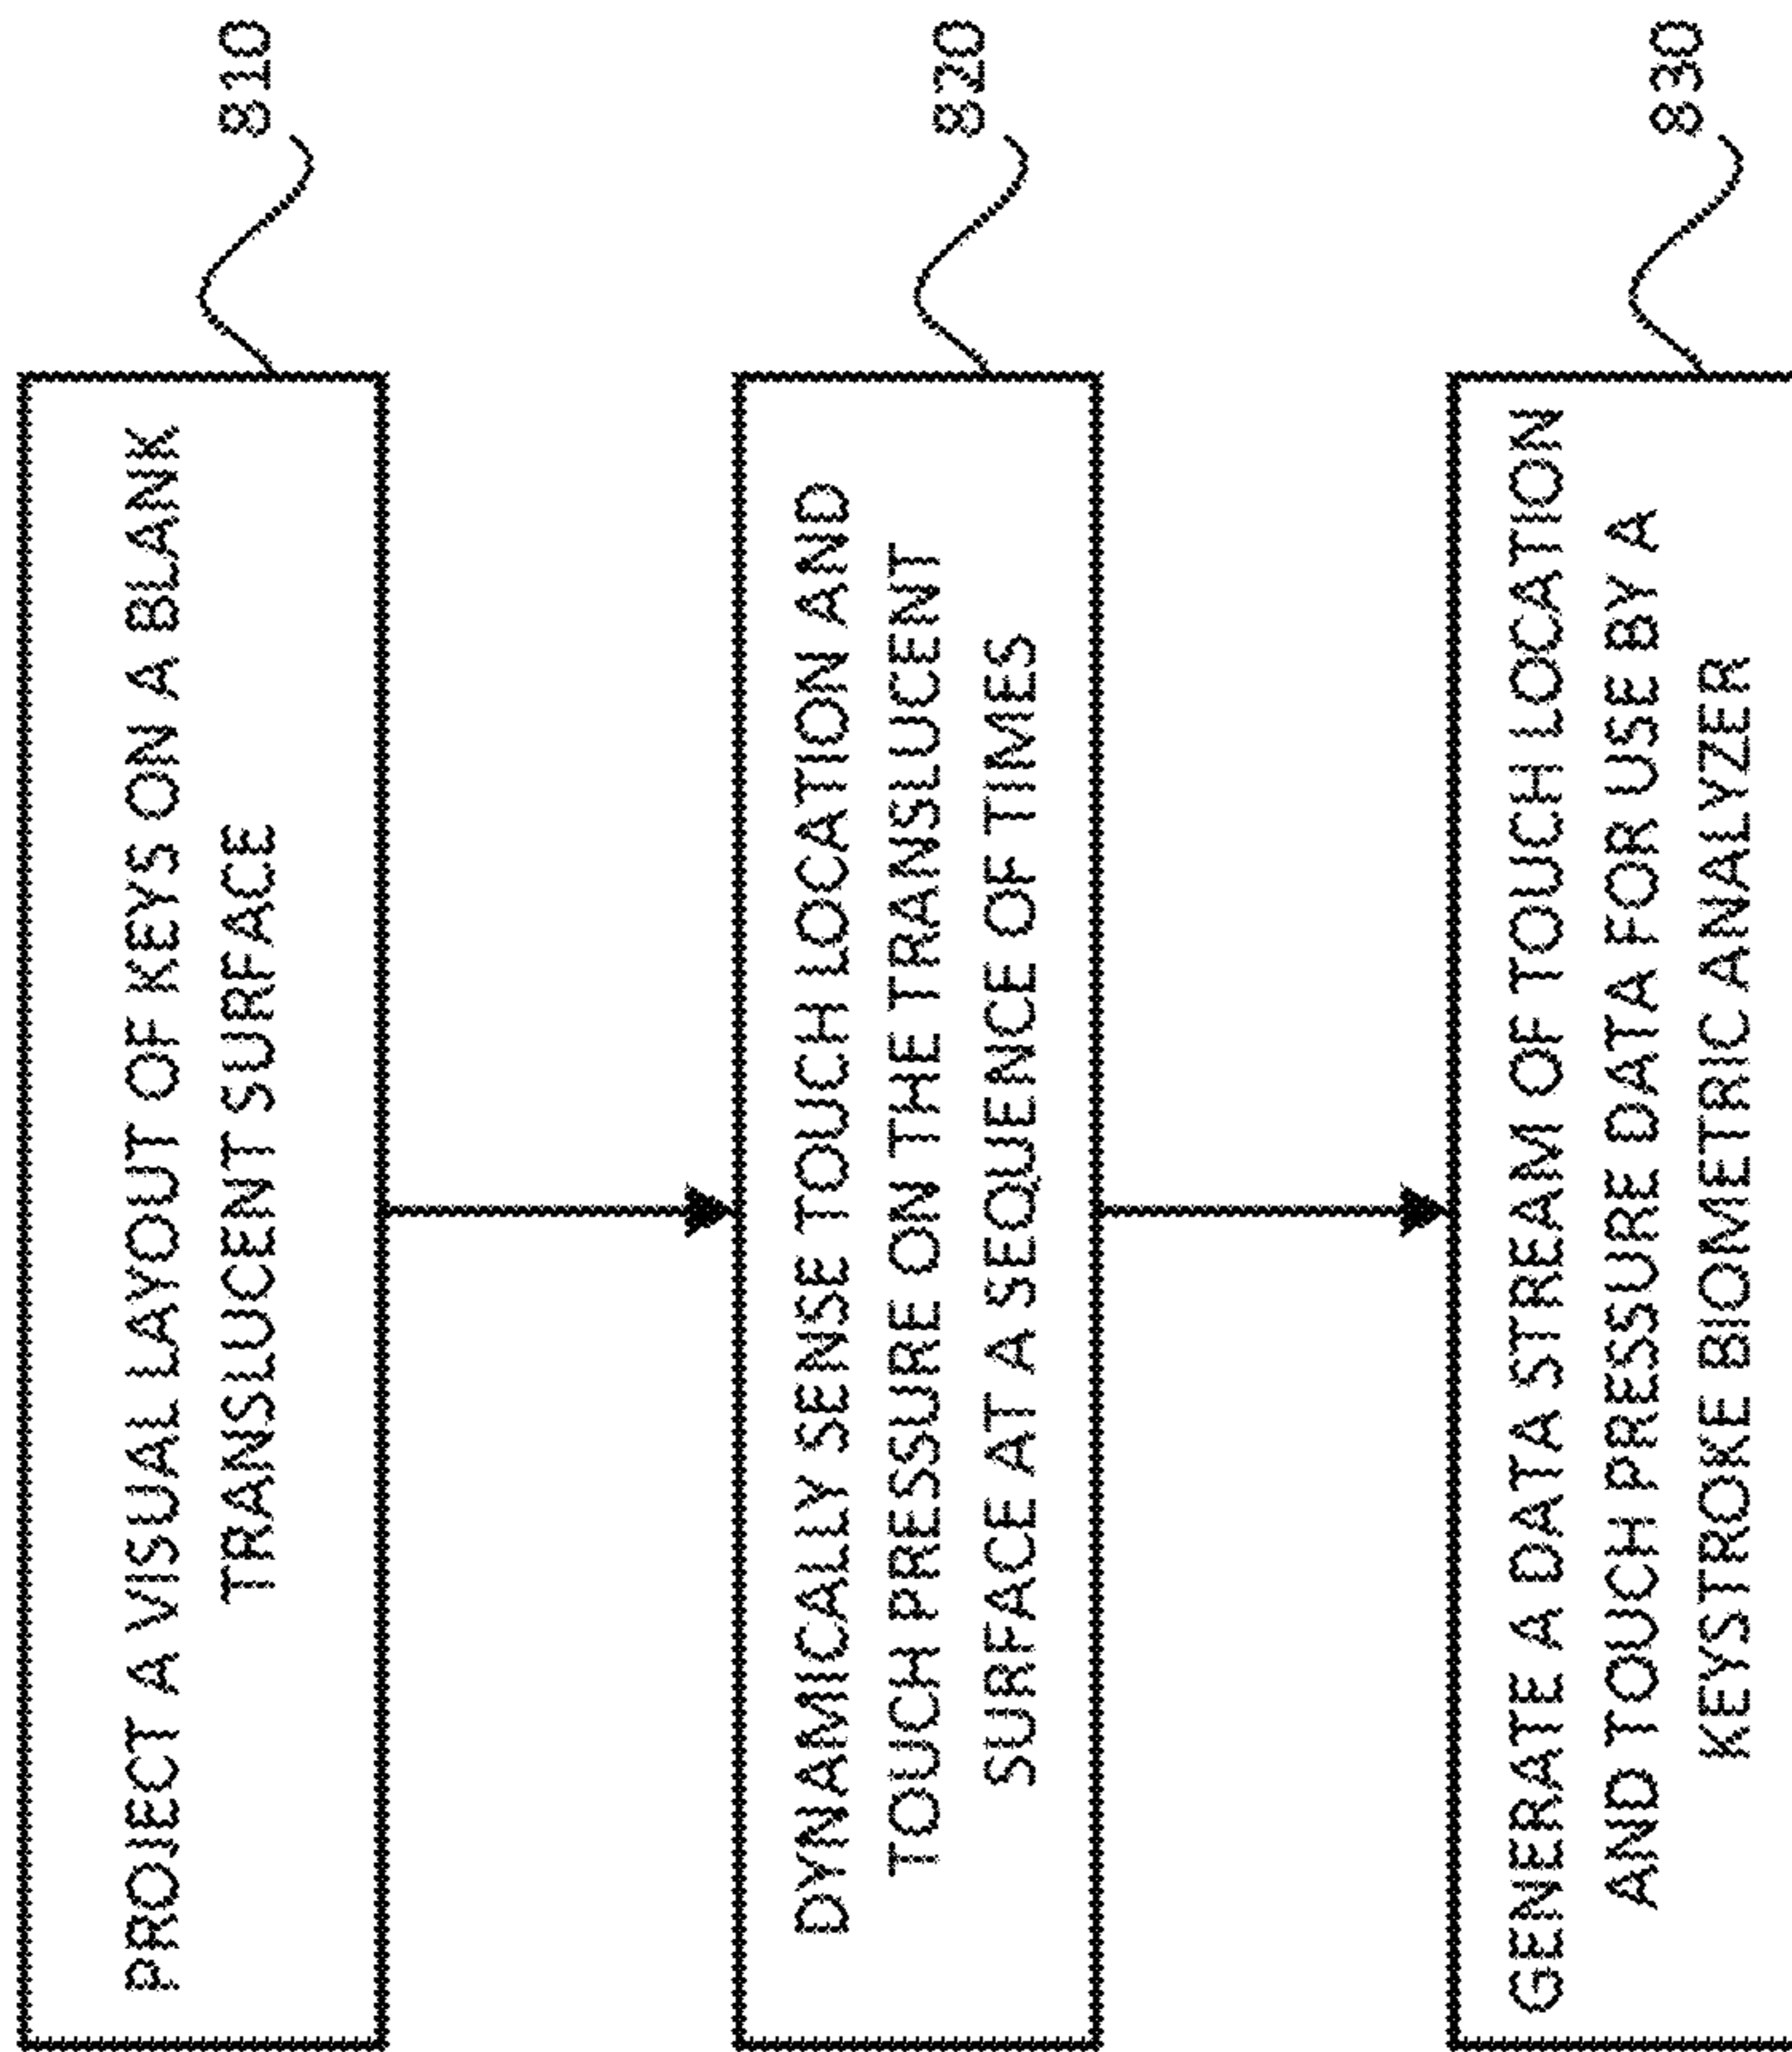 PROJECT A VISUAL LAYOUT OF KEYS ON A BLANK
TRANSLUCENT SURFACE
810
DYNAMICALLY SENSE TOUCH LOCATION AND
TOUCH PRESSURE ON THE TRANSLUCENT
SURFACE AT A SEQUENCE OF TIMES
820
GENERATE A DATA STREAM OF TOUCH LOCATION
AND TOUCH PRESSURE DATA FOR USE BY A
KEYSTROKE BIOMETRIC ANALYZER
830